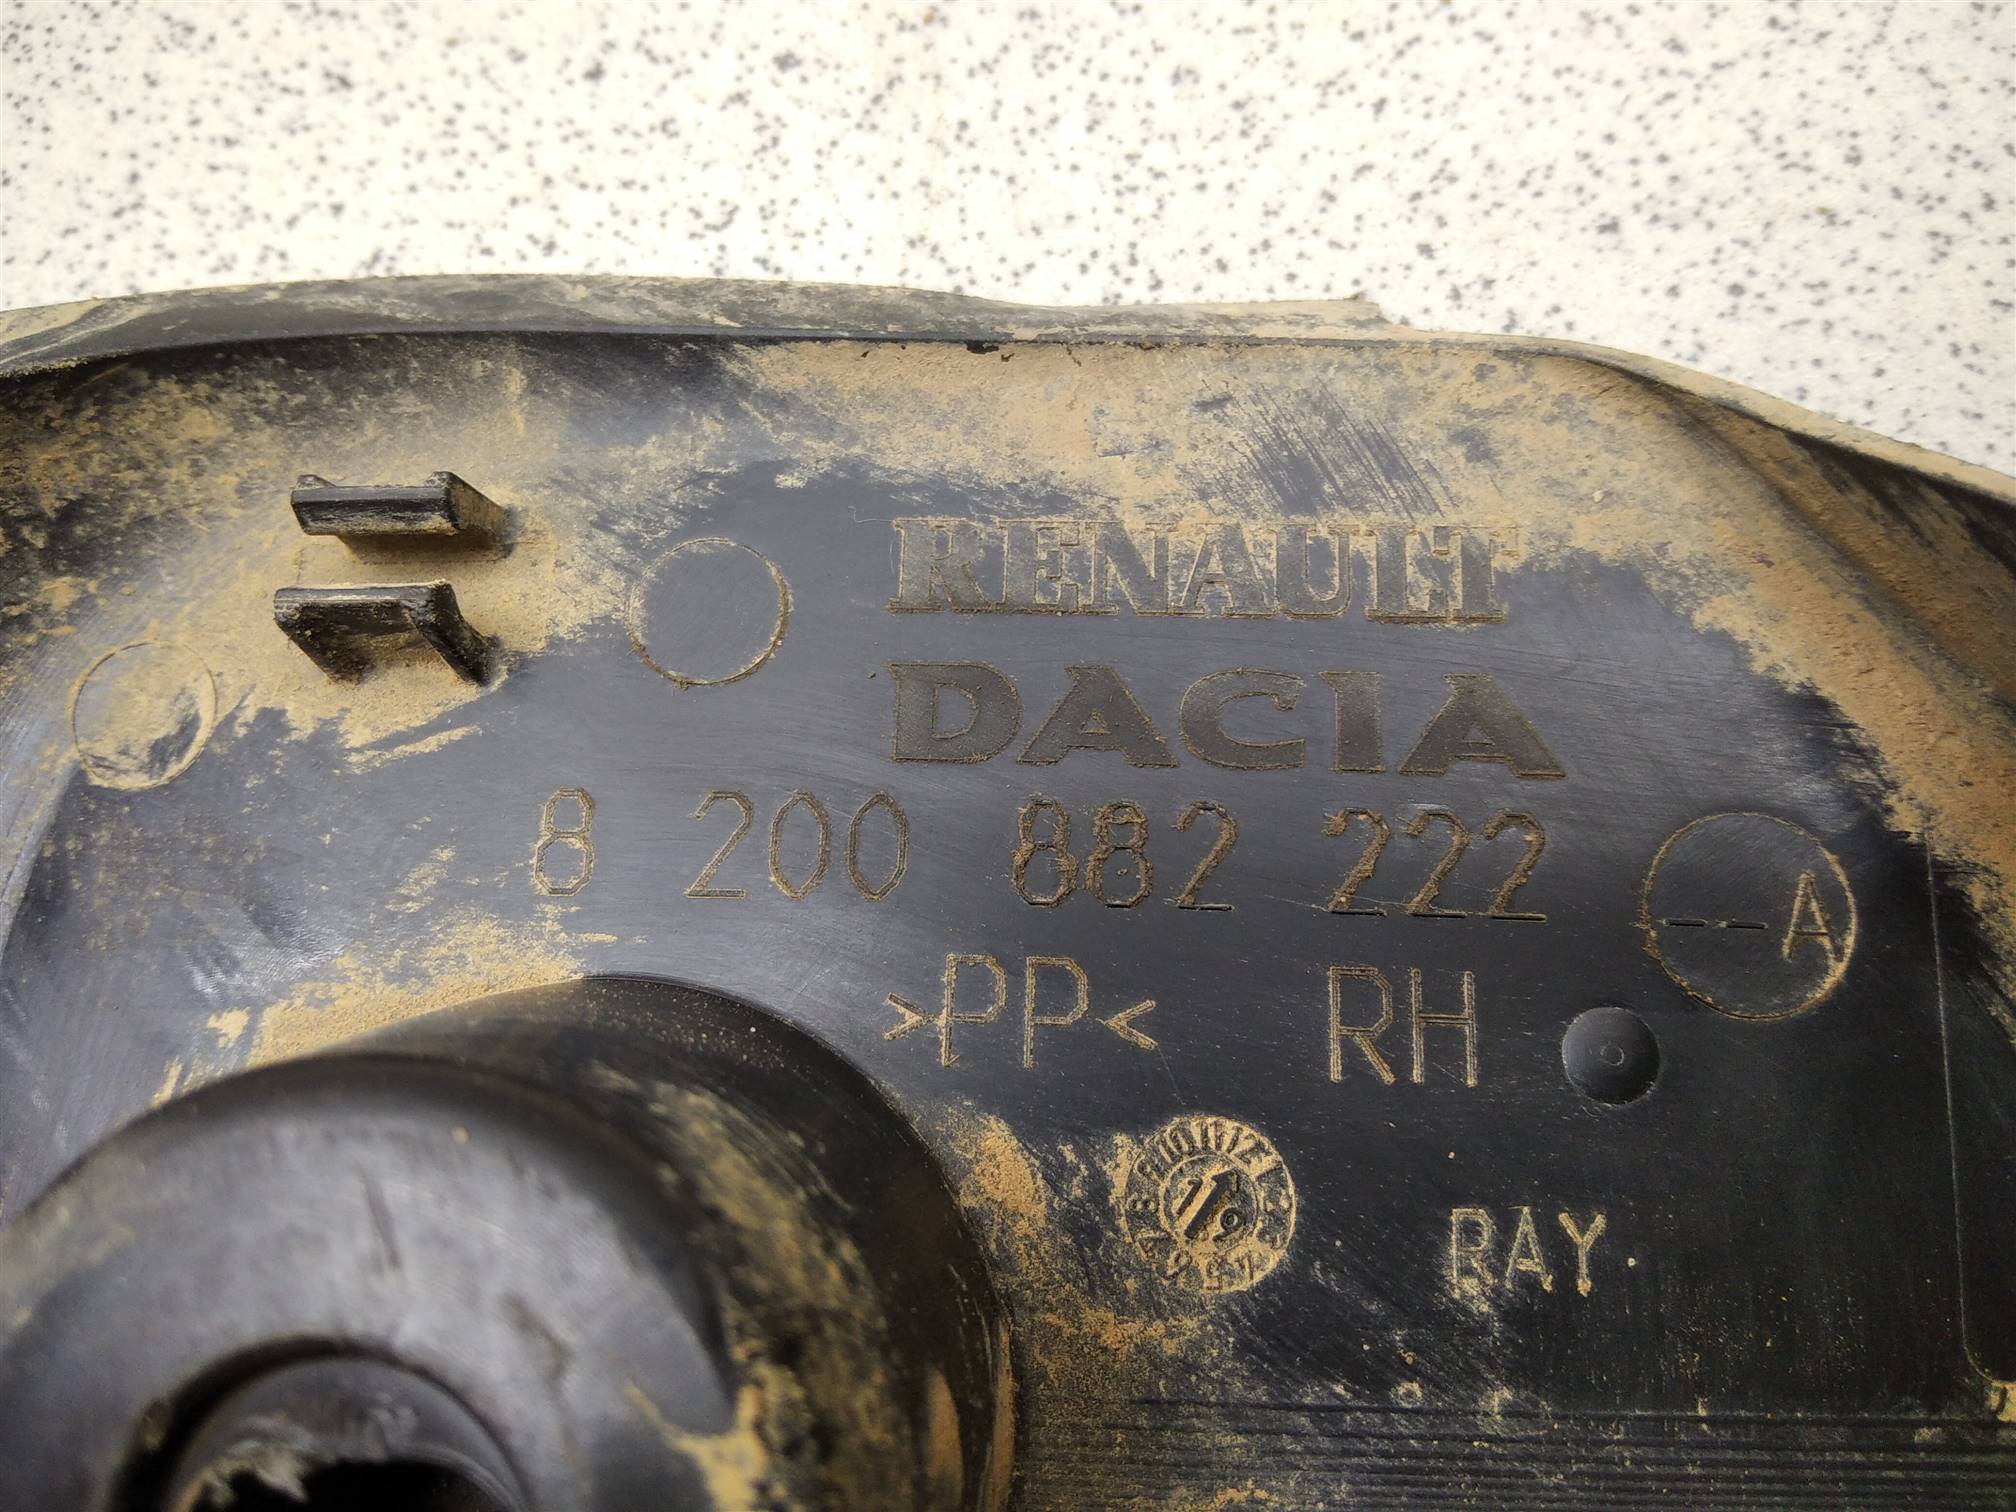 RENAULT
DACIA
8 200 882 222
--A
>PP< RH
RAY